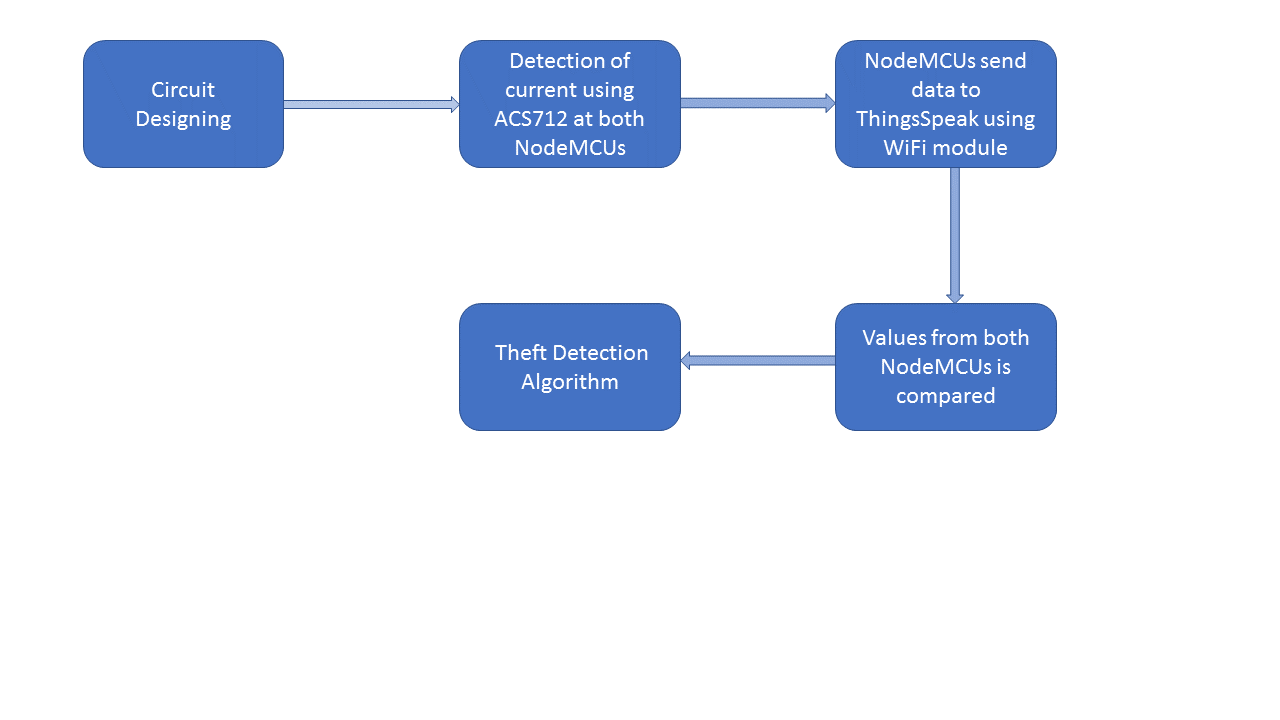 Circuit
Designing
Detection of
current using
ACS712 at both
NodeMCUs
NodeMCUs send
data to
ThingsSpeak using
WiFi module
Values from both
NodeMCUs is
compared
Theft Detection
Algorithm